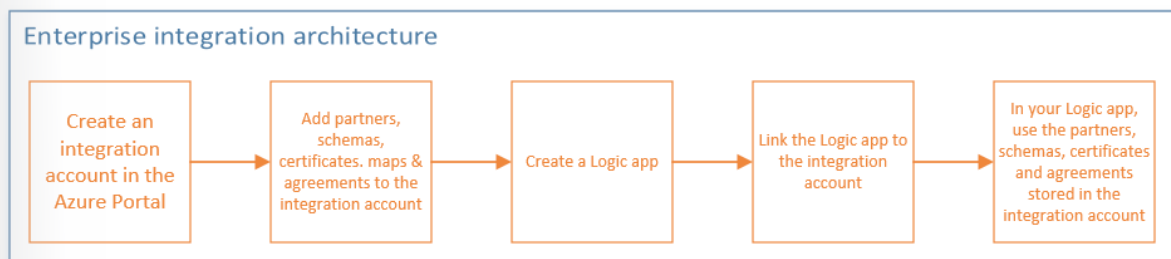 Enterprise integration architecture
Create an
integration
account in the
Azure Portal
Add partners,
schemas,
certificates. maps &
agreements to the
integration account
Create a Logic app
Link the Logic app to
the integration
account
In your Logic app,
use the partners,
schemas, certificates
and agreements
stored in the
integration account